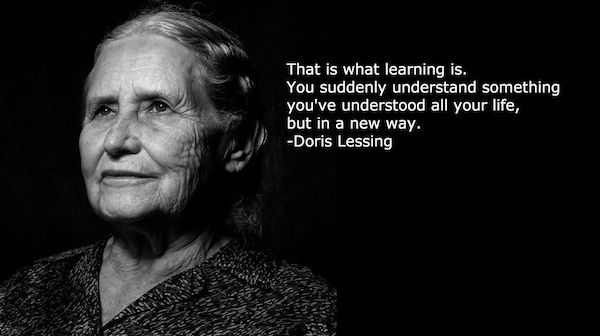 That is what learning is.
You suddenly understand something
you've understood all your life,
but in a new way.
-Doris Lessing